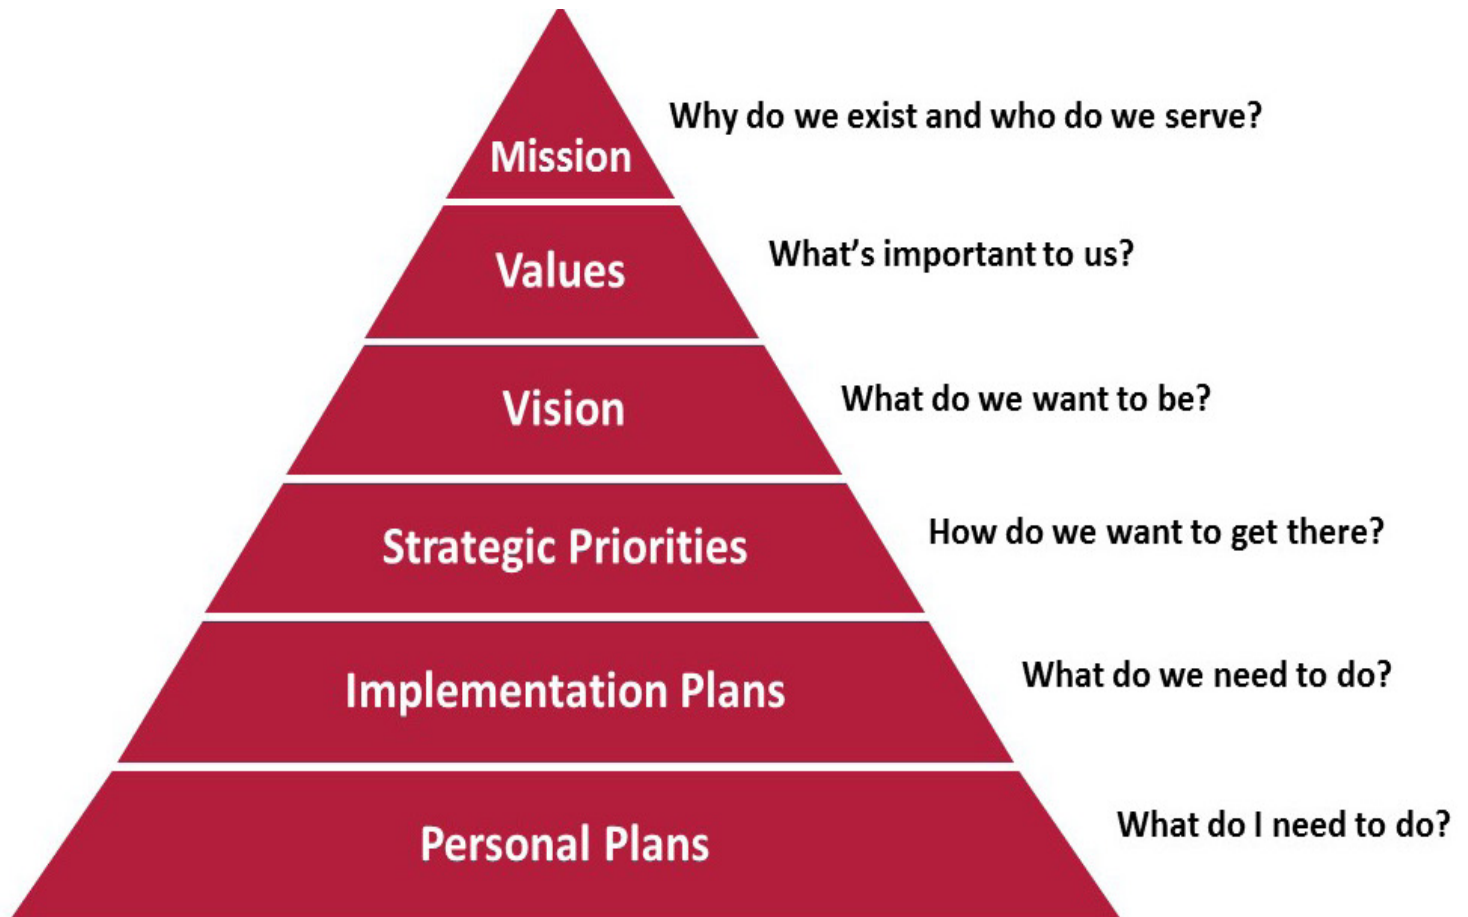 Why do we exist and who do we serve?
Mission
What’s important to us?
Values
What do we want to be?
Vision
How do we want to get there?
Strategic Priorities
What do we need to do?
Implementation Plans
What do I need to do?
Personal Plans